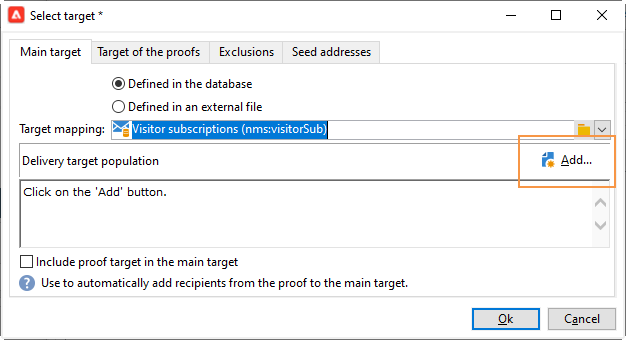 Select target *
Main target
Target of the proofs
Exclusions
Seed addresses
Defined in the database
Defined in an external file
Target mapping: Visitor subscriptions (nms:visitorSub)
Delivery target population
Add...
Click on the 'Add' button.
Include proof target in the main target
Use to automatically add recipients from the proof to the main target.
Ok
Cancel